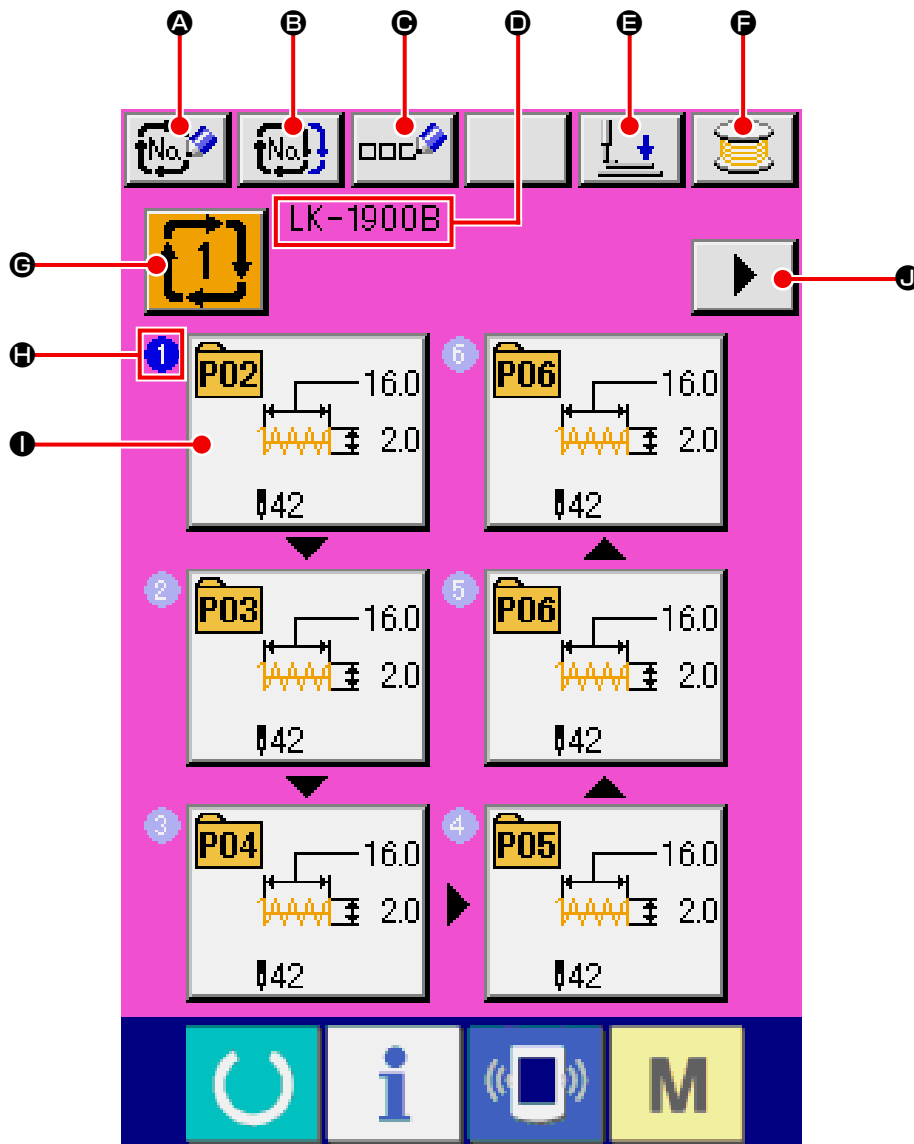 A B C D E F
No. No.
LK-1900B
G 1 J
H 1 P02 16.0 6 P06 16.0
I 2.0 2.0
42 42
2 P03 16.0 5 P06 16.0
2.0 2.0
42 42
3 P04 16.0 4 P05 16.0
2.0 2.0
42 42
i M